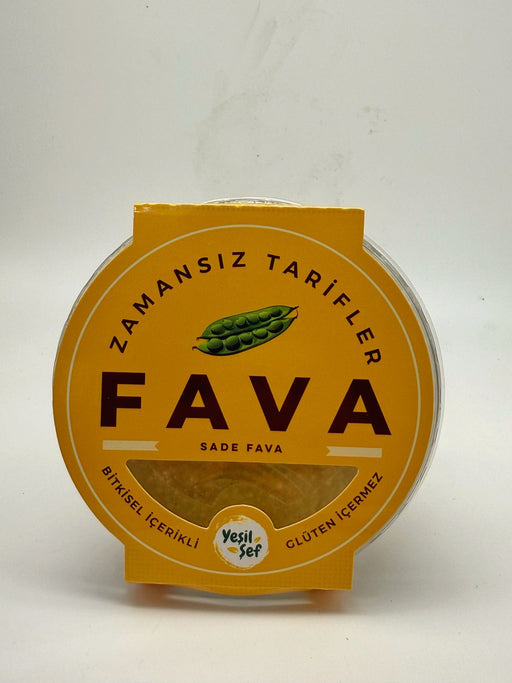 ZAMANSIZ TARİFLER
FAVA
SADE FAVA
BİTKİSEL İÇERİKLİ
GLÜTEN İÇERMEZ
Yeşil
Şef